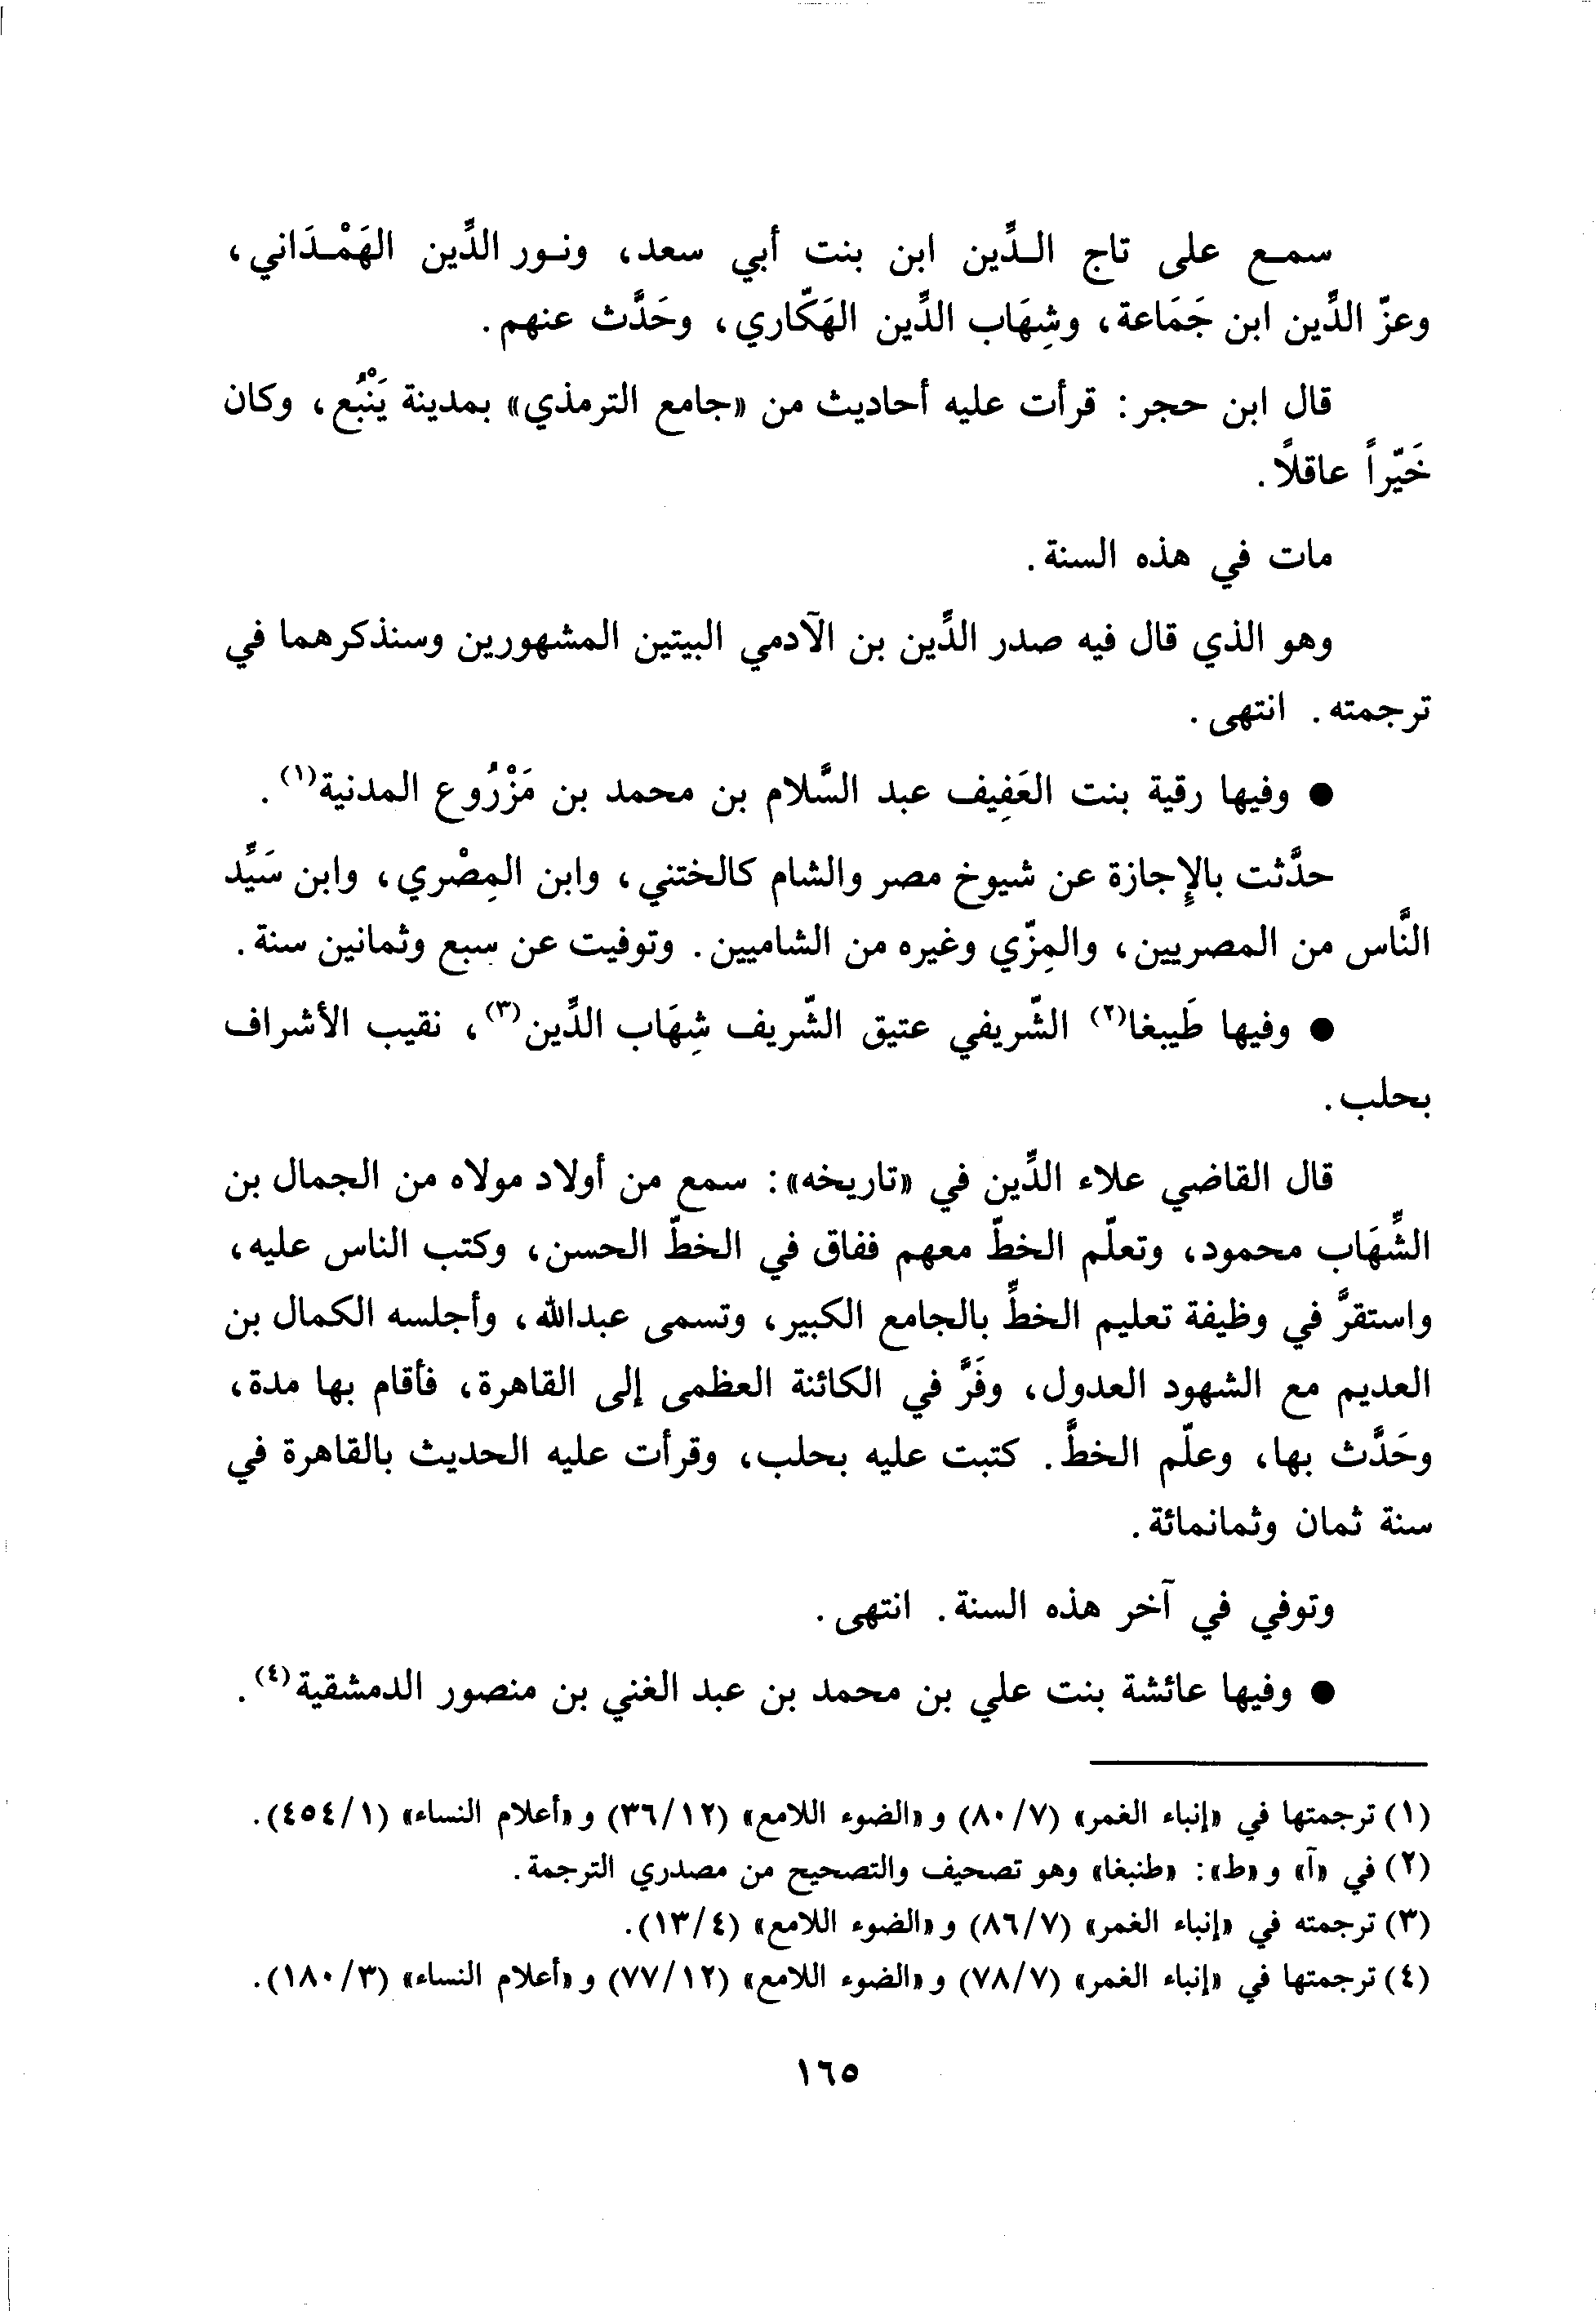 سمع على تاج الدِّين ابن بنت أبي سعد، ونور الدِّين الهَمْدَاني،
وعزّ الدِّين ابن جَمَاعة، وشِهَاب الدِّين الهَكّاري، وحَدَّث عنهم.
قال ابن حجر: قرأت عليه أحاديث من «جامع الترمذي» بمدينة يَنْبُع، وكان
خَيّراً عاقلاً.
مات في هذه السنة.
وهو الذي قال فيه صدر الدِّين بن الآدمي البيتين المشهورين وسنذكرهما في
ترجمته. انتهى.
● وفيها رقية بنت العَفِيف عبد السَّلام بن محمد بن مَزْرُوع المدنية(١).
حدَّثت بالإِجازة عن شيوخ مصر والشام كالختني، وابن المِصْري، وابن سَيِّد
النَّاس من المصريين، والمِزّي وغيره من الشاميين. وتوفيت عن سبع وثمانين سنة.
● وفيها طَيبغا(٢) الشّريفي عتيق الشّريف شِهَاب الدِّين(٣)، نقيب الأشراف
بحلب.
قال القاضي علاء الدِّين في «تاريخه»: سمع من أولاد مولاه من الجمال بن
الشِّهَاب محمود، وتعلّم الخطّ معهم ففاق في الخطّ الحسن، وكتب الناس عليه،
واستقرَّ في وظيفة تعليم الخطِّ بالجامع الكبير، وتسمى عبدالله، وأجلسه الكمال بن
العديم مع الشهود العدول، وفَرَّ في الكائنة العظمى إلى القاهرة، فأقام بها مدة،
وحَدَّث بها، وعلّم الخطَّ. كتبت عليه بحلب، وقرأت عليه الحديث بالقاهرة في
سنة ثمان وثمانمائة.
وتوفي في آخر هذه السنة. انتهى.
● وفيها عائشة بنت علي بن محمد بن عبد الغني بن منصور الدمشقية(٤).
(١) ترجمتها في «إنباء الغمر» (٧/ ٨٠) و «الضوء اللامع» (١٢/ ٣٦) و «أعلام النساء» (١/ ٤٥٤).
(٢) في «آ» و «ط»: «طنبغا» وهو تصحيف والتصحيح من مصدري الترجمة.
(٣) ترجمته في «إنباء الغمر» (٧/ ٨٦) و «الضوء اللامع» (٤/ ١٣).
(٤) ترجمتها في «إنباء الغمر» (٧/ ٧٨) و «الضوء اللامع» (١٢/ ٧٧) و «أعلام النساء» (٣/ ١٨٠).
١٦٥